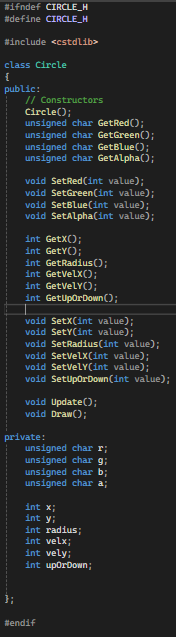 #ifndef CIRCLE_H
#define CIRCLE_H

#include <cstdlib>

class Circle
{
public:
    // Constructors
    Circle();
    unsigned char GetRed();
    unsigned char GetGreen();
    unsigned char GetBlue();
    unsigned char GetAlpha();

    void SetRed(int value);
    void SetGreen(int value);
    void SetBlue(int value);
    void SetAlpha(int value);

    int GetX();
    int GetY();
    int GetRadius();
    int GetVelX();
    int GetVelY();
    int GetUpOrDown();

    void SetX(int value);
    void SetY(int value);
    void SetRadius(int value);
    void SetVelX(int value);
    void SetVelY(int value);
    void SetUpOrDown(int value);

    void Update();
    void Draw();

private:
    unsigned char r;
    unsigned char g;
    unsigned char b;
    unsigned char a;

    int x;
    int y;
    int radius;
    int velx;
    int vely;
    int upOrDown;

};

#endif